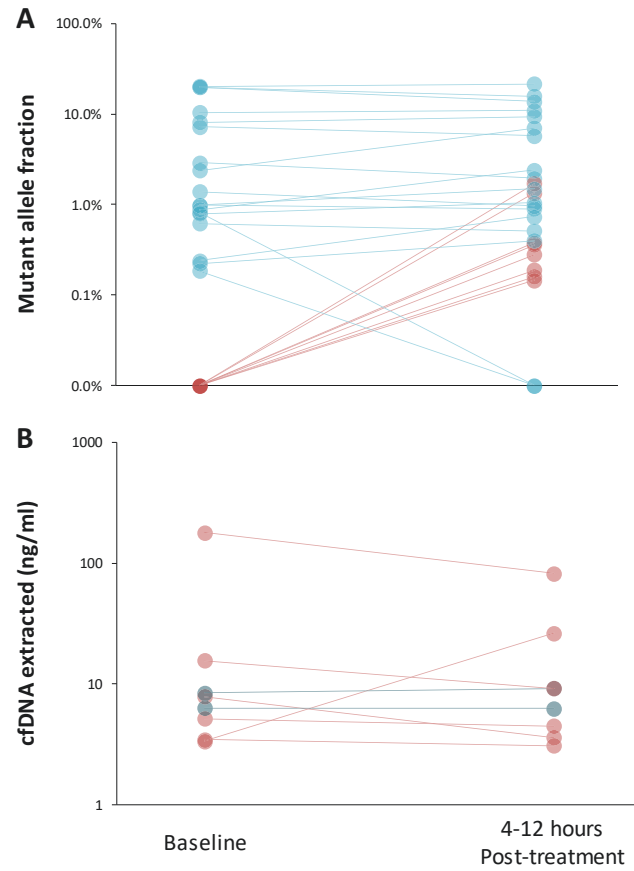 A
Mutant allele fraction
100.0%
10.0%
1.0%
0.1%
0.0%
B
cfDNA extracted (ng/ml)
1000
100
10
1
Baseline
4-12 hours
Post-treatment